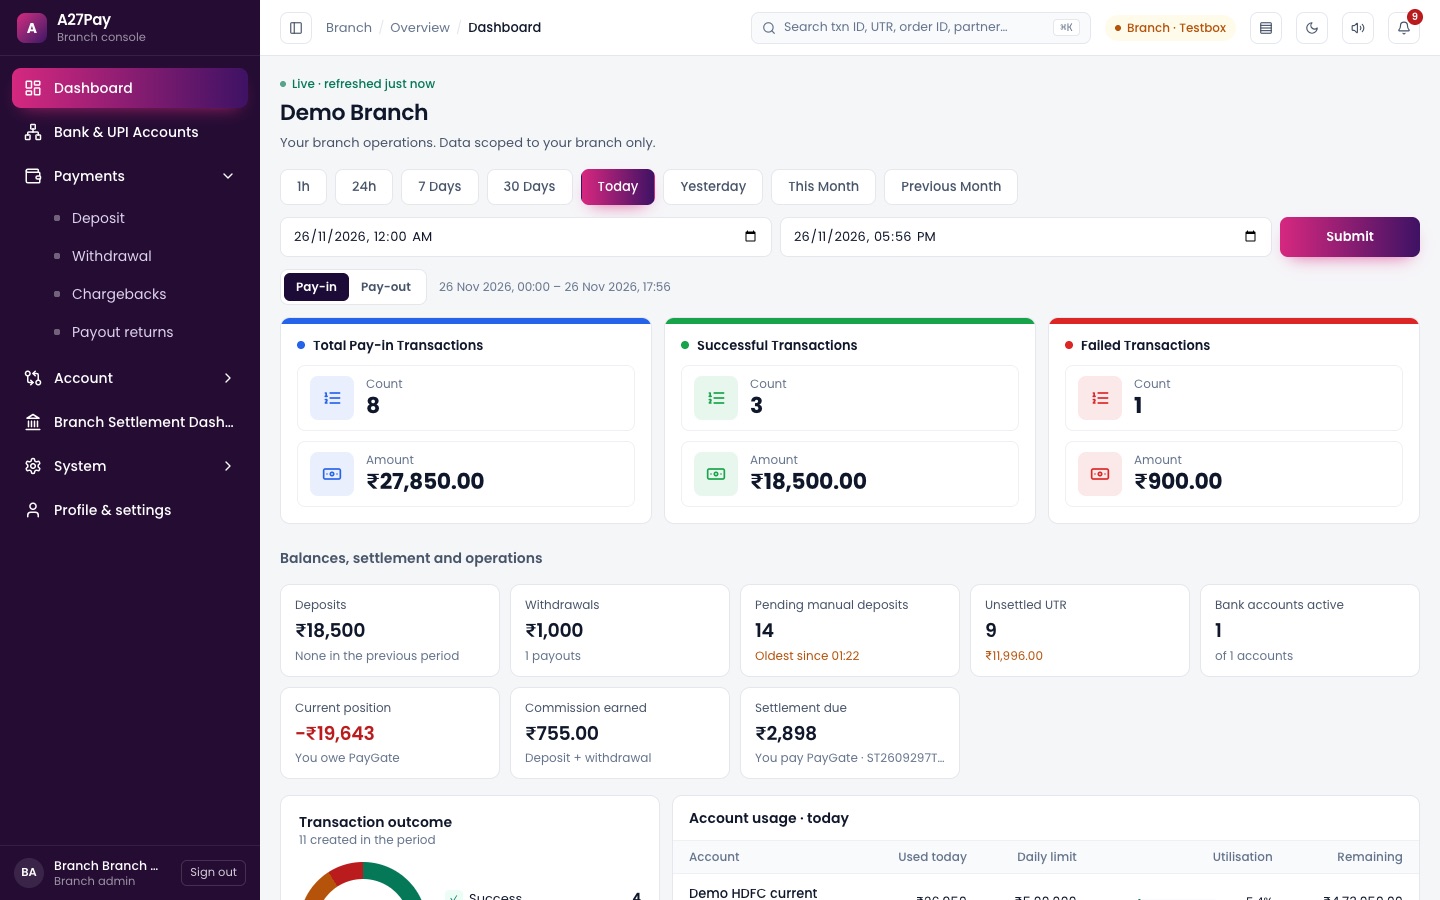 A
A27Pay
Branch console
Dashboard
Bank & UPI Accounts
Payments
Deposit
Withdrawal
Chargebacks
Payout returns
Account
Branch Settlement Dash...
System
Profile & settings
BA
Branch Branch ...
Branch admin
Sign out
Branch / Overview / Dashboard
Search txn ID, UTR, order ID, partner...
⌘K
Branch · Testbox
9
Live · refreshed just now
Demo Branch
Your branch operations. Data scoped to your branch only.
1h 24h 7 Days 30 Days Today Yesterday This Month Previous Month
26/11/2026, 12:00 AM
26/11/2026, 05:56 PM
Submit
Pay-in Pay-out
26 Nov 2026, 00:00 – 26 Nov 2026, 17:56
Total Pay-in Transactions
Count
8
Amount
₹27,850.00
Successful Transactions
Count
3
Amount
₹18,500.00
Failed Transactions
Count
1
Amount
₹900.00
Balances, settlement and operations
Deposits
₹18,500
None in the previous period
Withdrawals
₹1,000
1 payouts
Pending manual deposits
14
Oldest since 01:22
Unsettled UTR
9
₹11,996.00
Bank accounts active
1
of 1 accounts
Current position
-₹19,643
You owe PayGate
Commission earned
₹755.00
Deposit + withdrawal
Settlement due
₹2,898
You pay PayGate · ST2609297T...
Transaction outcome
11 created in the period
Success 4
Account usage · today
Account Used today Daily limit Utilisation Remaining
Demo HDFC current